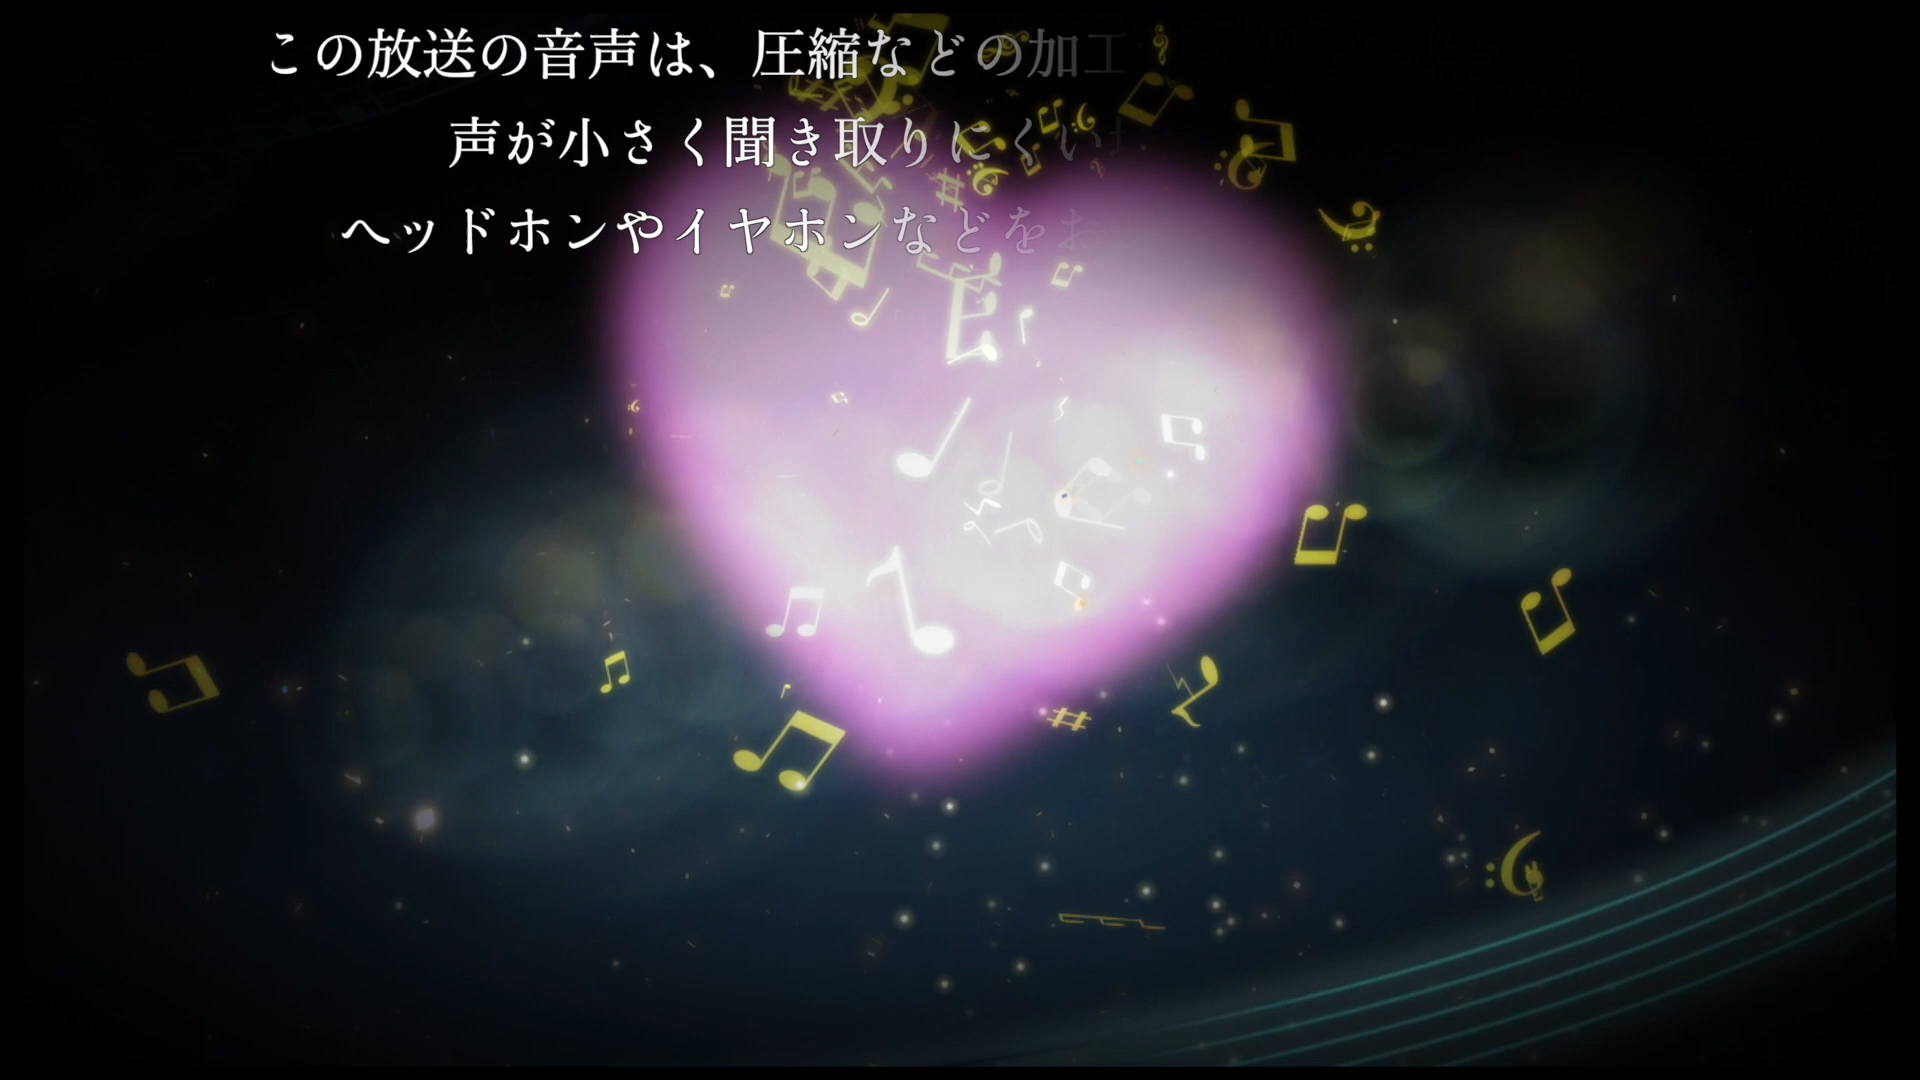 この放送の音声は、圧縮などの加工
声が小さく聞き取りにくい
ヘッドホンやイヤホンなどをお